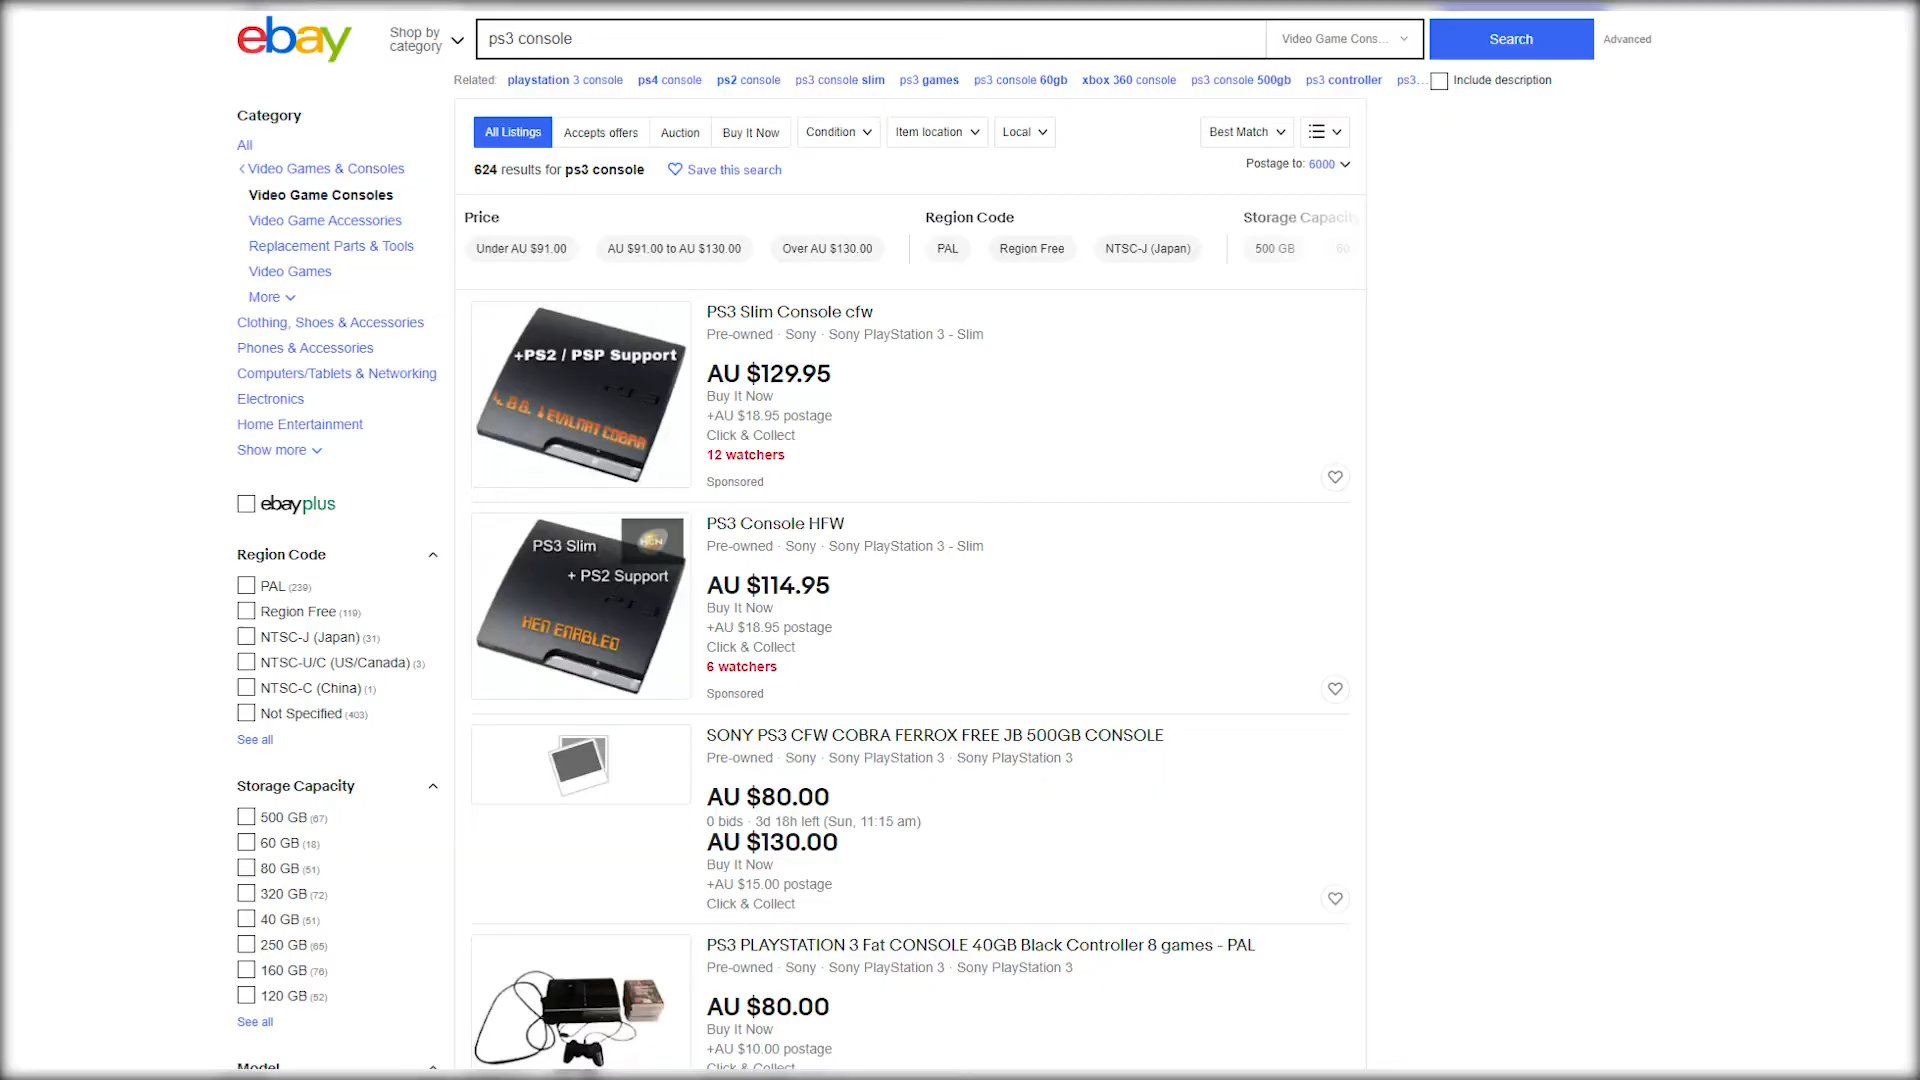 ebay
Shop by category
ps3 console
Video Game Cons...
Search
Advanced
Related: playstation 3 console ps4 console ps2 console ps3 console slim ps3 games ps3 console 60gb xbox 360 console ps3 console 500gb ps3 controller ps3...
Include description
Category
All
Video Games & Consoles
Video Game Consoles
Video Game Accessories
Replacement Parts & Tools
Video Games
More
Clothing, Shoes & Accessories
Phones & Accessories
Computers/Tablets & Networking
Electronics
Home Entertainment
Show more
ebayplus
Region Code
PAL (239)
Region Free (119)
NTSC-J (Japan) (31)
NTSC-U/C (US/Canada) (3)
NTSC-C (China) (1)
Not Specified (403)
See all
Storage Capacity
500 GB (67)
60 GB (18)
80 GB (51)
320 GB (72)
40 GB (51)
250 GB (65)
160 GB (76)
120 GB (52)
See all
Model
All Listings Accepts offers Auction Buy It Now Condition Item location Local Best Match
624 results for ps3 console Save this search
Postage to: 6000
Price
Under AU $91.00 AU $91.00 to AU $130.00 Over AU $130.00
Region Code
PAL Region Free NTSC-J (Japan)
Storage Capacity
500 GB 60
+PS2 / PSP Support
4.88.1 EVILNAT COBRA
PS3 Slim Console cfw
Pre-owned · Sony · Sony PlayStation 3 - Slim
AU $129.95
Buy It Now
+AU $18.95 postage
Click & Collect
12 watchers
Sponsored
PS3 Slim
+ PS2 Support
HEN ENABLED
PS3 Console HFW
Pre-owned · Sony · Sony PlayStation 3 - Slim
AU $114.95
Buy It Now
+AU $18.95 postage
Click & Collect
6 watchers
Sponsored
SONY PS3 CFW COBRA FERROX FREE JB 500GB CONSOLE
Pre-owned · Sony · Sony PlayStation 3 · Sony PlayStation 3
AU $80.00
0 bids · 3d 18h left (Sun, 11:15 am)
AU $130.00
Buy It Now
+AU $15.00 postage
Click & Collect
PS3 PLAYSTATION 3 Fat CONSOLE 40GB Black Controller 8 games - PAL
Pre-owned · Sony · Sony PlayStation 3 · Sony PlayStation 3
AU $80.00
Buy It Now
+AU $10.00 postage
Click & Collect